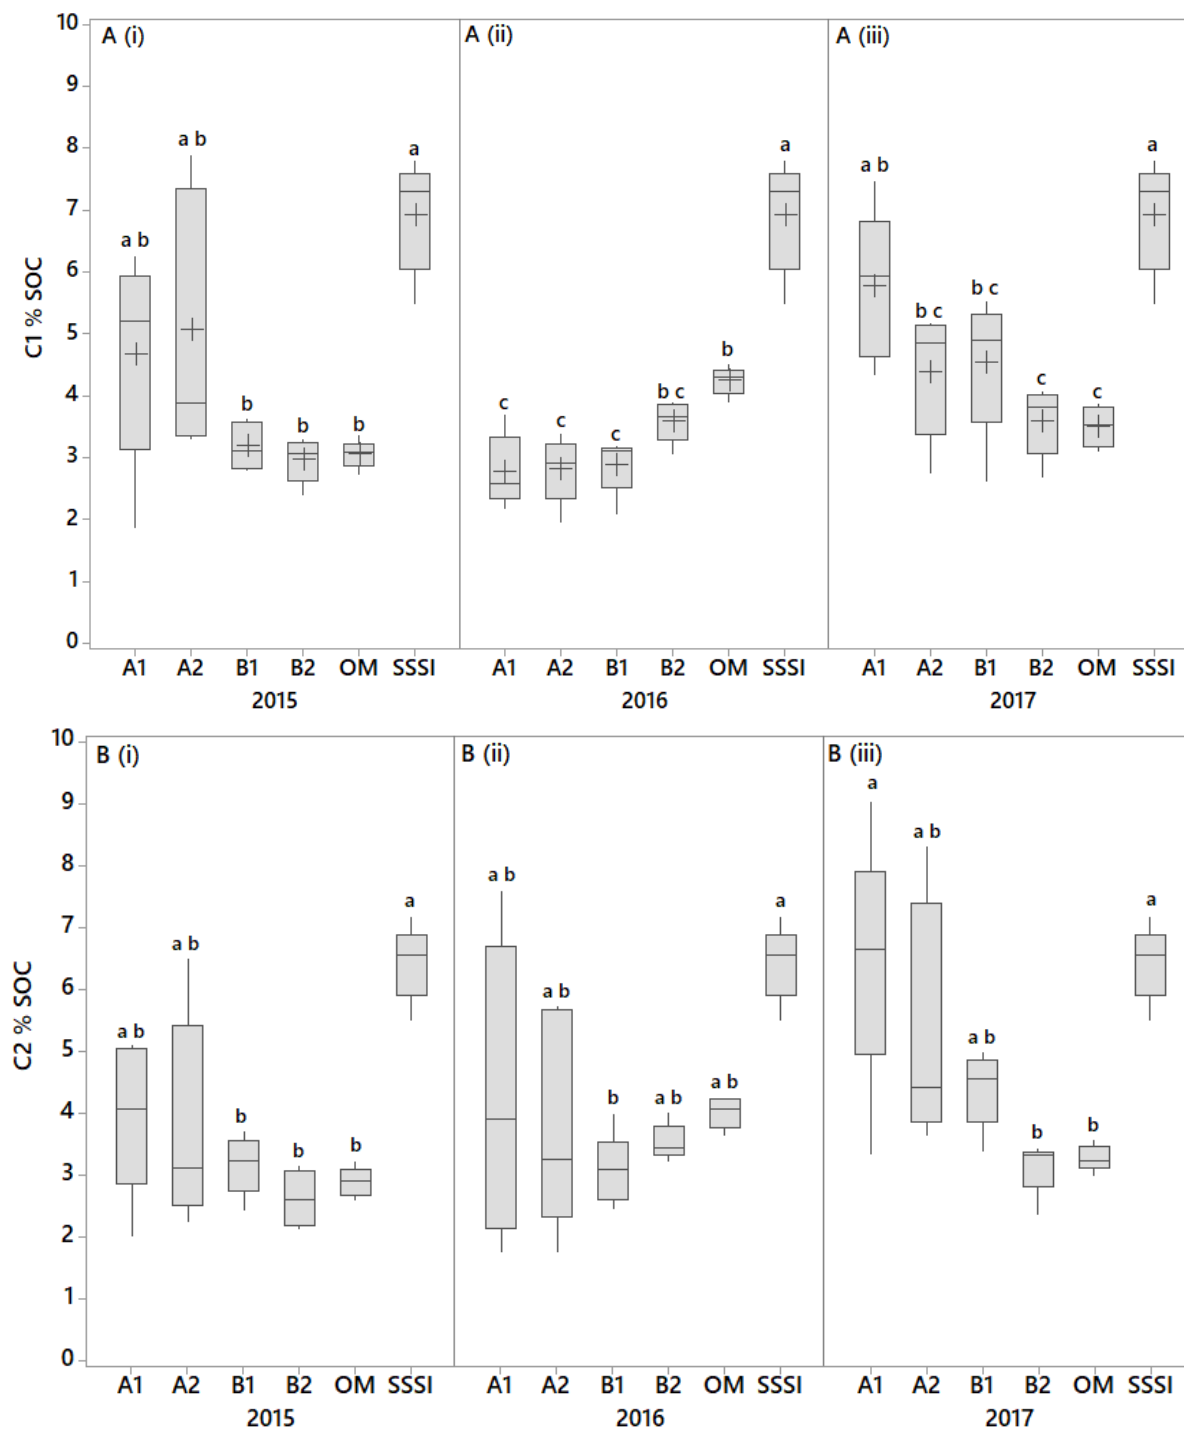 A (i) A (ii) A (iii)
C1 % SOC
10
9
8
7
6
5
4
3
2
1
0
a b a b b b b a
c c c b c b a
a b b c b c c c a
A1 A2 B1 B2 OM SSSI A1 A2 B1 B2 OM SSSI A1 A2 B1 B2 OM SSSI
2015 2016 2017
B (i) B (ii) B (iii)
C2 % SOC
10
9
8
7
6
5
4
3
2
1
0
a b a b b b b a
a b a b b a b a b a
a a b a b b b a
A1 A2 B1 B2 OM SSSI A1 A2 B1 B2 OM SSSI A1 A2 B1 B2 OM SSSI
2015 2016 2017